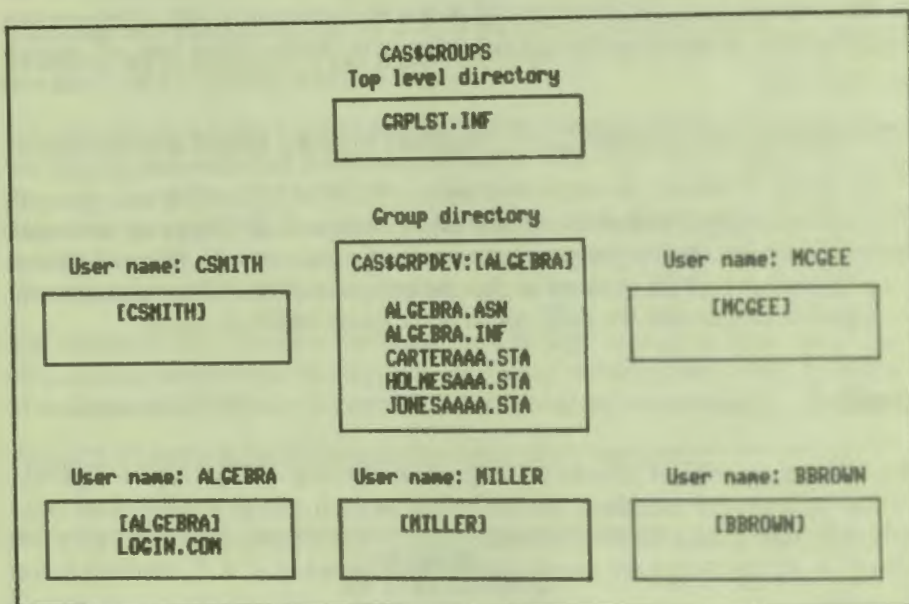 CAS$GROUPS
Top level directory
GRPLST.INF
Group directory
User name: CSMITH
CAS$GRPDEV:[ALGEBRA]
User name: MCGEE
[CSMITH]
ALGEBRA.ASN
ALGEBRA.INF
CARTERAAA.STA
HOLMESAAA.STA
JONESAAAA.STA
[MCGEE]
User name: ALGEBRA
User name: MILLER
User name: BBROWN
[ALGEBRA]
LOGIN.COM
[MILLER]
[BBROWN]